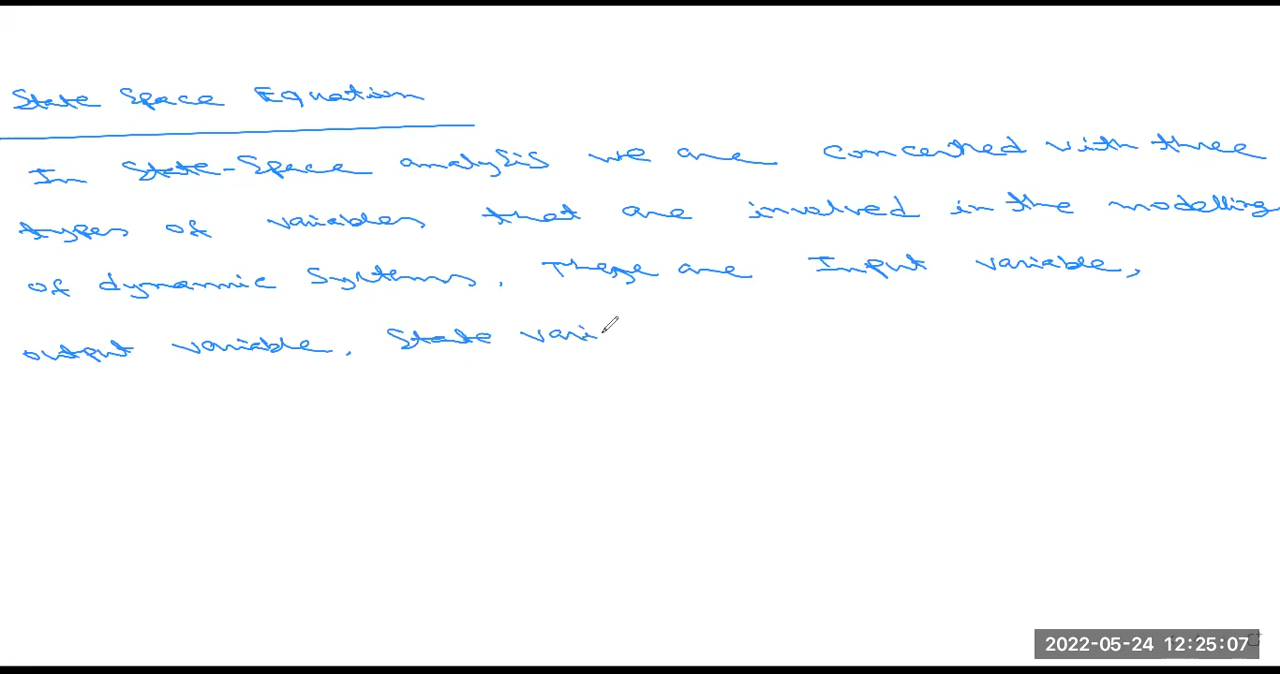 State Space Equation
In State-Space analysis we are concerned with three
types of variables that are involved in the modelling
of dynamic systems. These are Input variable,
output variable, State vari
2022-05-24 12:25:07